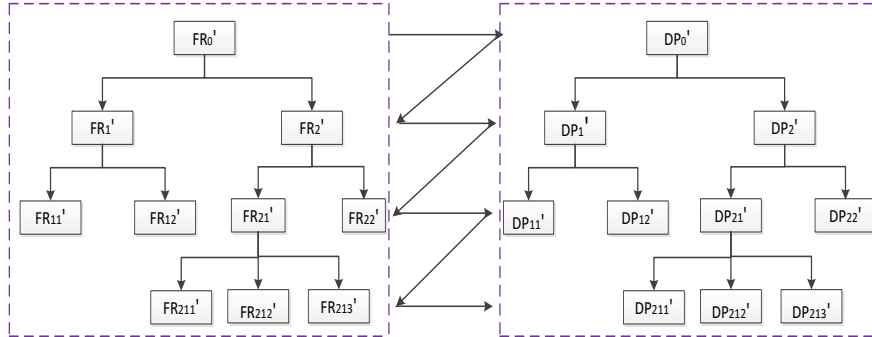 FR₀' DP₀'
FR₁' FR₂' DP₁' DP₂'
FR₁₁' FR₁₂' FR₂₁' FR₂₂' DP₁₁' DP₁₂' DP₂₁' DP₂₂'
FR₂₁₁' FR₂₁₂' FR₂₁₃' DP₂₁₁' DP₂₁₂' DP₂₁₃'